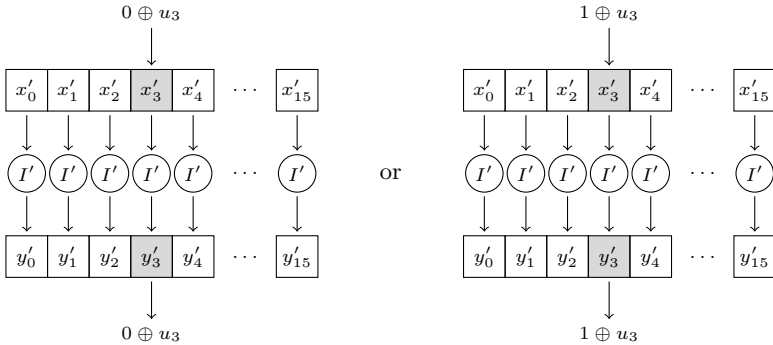 0 ⊕ u₃ 1 ⊕ u₃
x′₀ x′₁ x′₂ x′₃ x′₄ ⋯ x′₁₅ x′₀ x′₁ x′₂ x′₃ x′₄ ⋯ x′₁₅
I′ I′ I′ I′ I′ ⋯ I′ or I′ I′ I′ I′ I′ ⋯ I′
y′₀ y′₁ y′₂ y′₃ y′₄ ⋯ y′₁₅ y′₀ y′₁ y′₂ y′₃ y′₄ ⋯ y′₁₅
0 ⊕ u₃ 1 ⊕ u₃